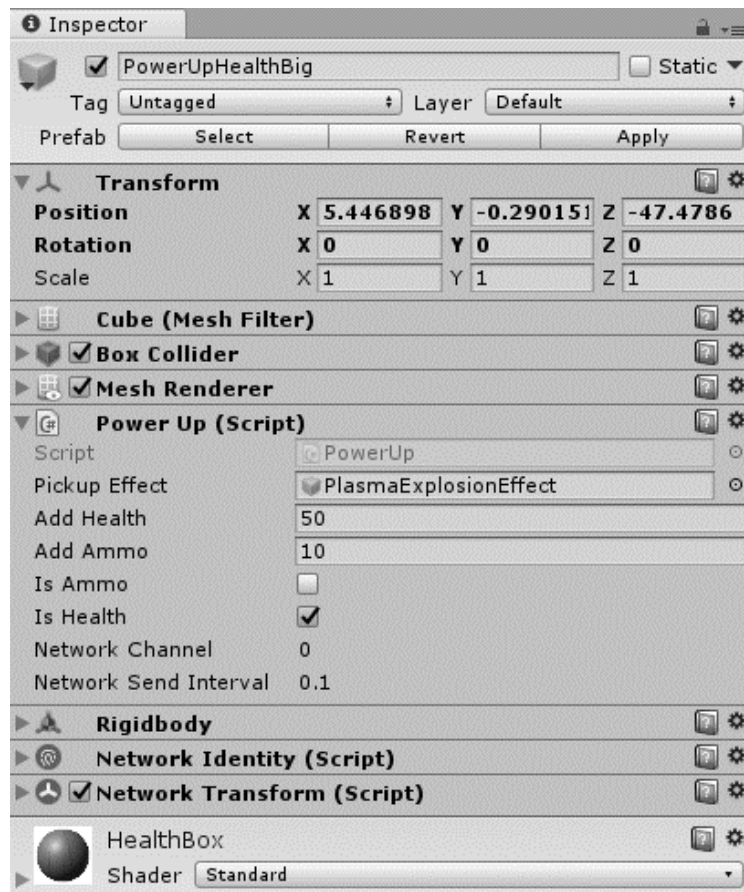 Inspector
PowerUpHealthBig Static
Tag Untagged Layer Default
Prefab Select Revert Apply
Transform
Position X 5.446898 Y -0.290151 Z -47.4786
Rotation X 0 Y 0 Z 0
Scale X 1 Y 1 Z 1
Cube (Mesh Filter)
Box Collider
Mesh Renderer
Power Up (Script)
Script PowerUp
Pickup Effect PlasmaExplosionEffect
Add Health 50
Add Ammo 10
Is Ammo
Is Health
Network Channel 0
Network Send Interval 0.1
Rigidbody
Network Identity (Script)
Network Transform (Script)
HealthBox
Shader Standard